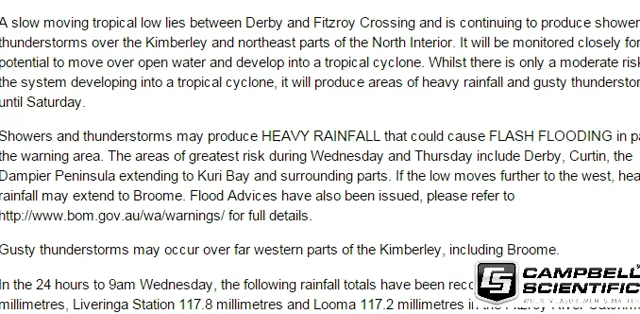 A slow moving tropical low lies between Derby and Fitzroy Crossing and is continuing to produce shower
thunderstorms over the Kimberley and northeast parts of the North Interior. It will be monitored closely for
potential to move over open water and develop into a tropical cyclone. Whilst there is only a moderate risk
the system developing into a tropical cyclone, it will produce areas of heavy rainfall and gusty thunderstor
until Saturday.
Showers and thunderstorms may produce HEAVY RAINFALL that could cause FLASH FLOODING in pa
the warning area. The areas of greatest risk during Wednesday and Thursday include Derby, Curtin, the
Dampier Peninsula extending to Kuri Bay and surrounding parts. If the low moves further to the west, hea
rainfall may extend to Broome. Flood Advices have also been issued, please refer to
http://www.bom.gov.au/wa/warnings/ for full details.
Gusty thunderstorms may occur over far western parts of the Kimberley, including Broome.
In the 24 hours to 9am Wednesday, the following rainfall totals have been rec
millimetres, Liveringa Station 117.8 millimetres and Looma 117.2 millimetres in the Fitzroy River
CAMPBELL
SCIENTIFIC